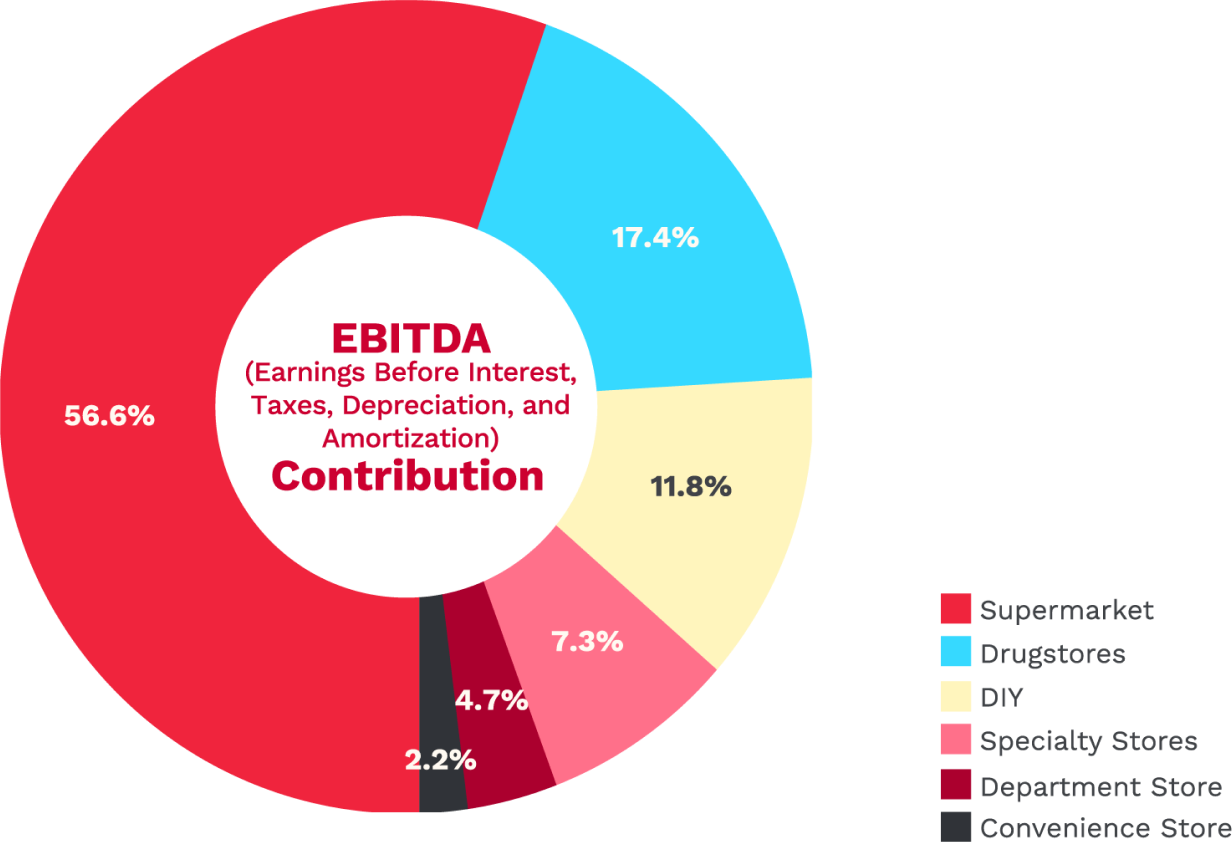 17.4%
EBITDA
(Earnings Before Interest,
Taxes, Depreciation, and
Amortization)
Contribution
56.6%
11.8%
7.3%
4.7%
2.2%
Supermarket
Drugstores
DIY
Specialty Stores
Department Store
Convenience Store